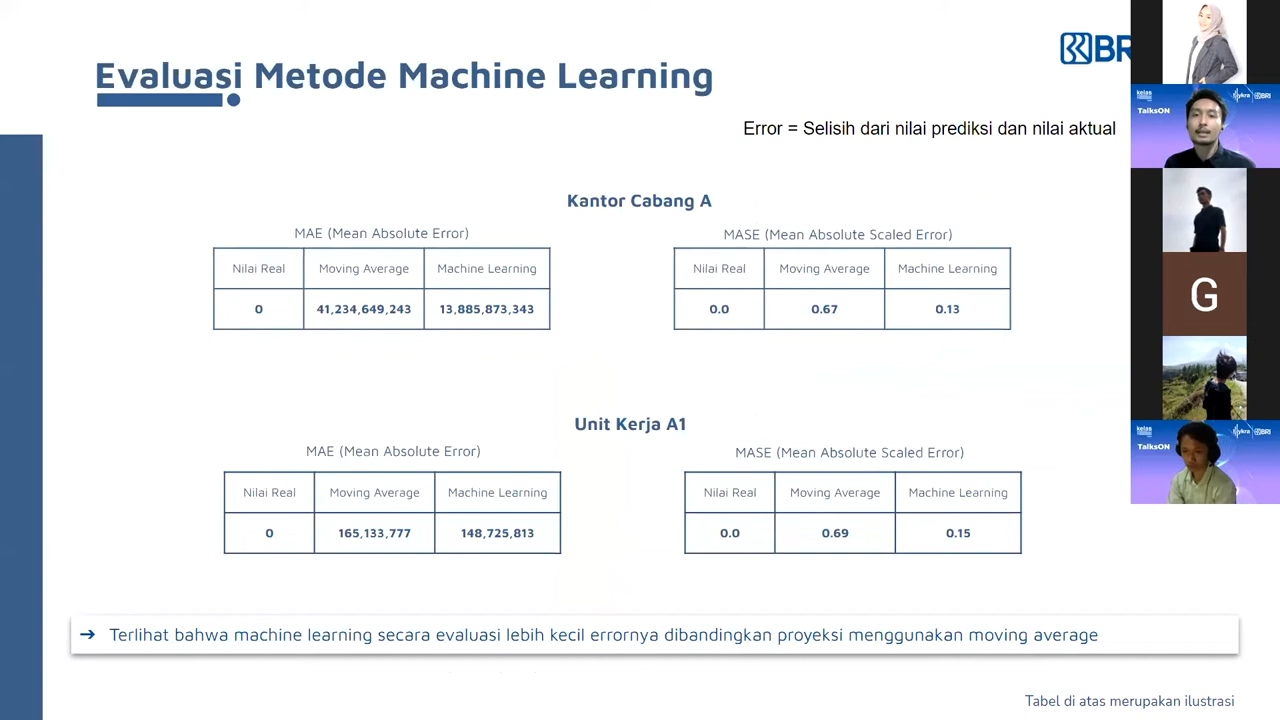 Evaluasi Metode Machine Learning
BRI
Error = Selisih dari nilai prediksi dan nilai aktual
Kantor Cabang A
MAE (Mean Absolute Error)
Nilai Real Moving Average Machine Learning
0 41,234,649,243 13,885,873,343
MASE (Mean Absolute Scaled Error)
Nilai Real Moving Average Machine Learning
0.0 0.67 0.13
Unit Kerja A1
MAE (Mean Absolute Error)
Nilai Real Moving Average Machine Learning
0 165,133,777 148,725,813
MASE (Mean Absolute Scaled Error)
Nilai Real Moving Average Machine Learning
0.0 0.69 0.15
➔ Terlihat bahwa machine learning secara evaluasi lebih kecil errornya dibandingkan proyeksi menggunakan moving average
Tabel di atas merupakan ilustrasi
kelas
TalksON
BRI
G
kelas
TalksON
BRI